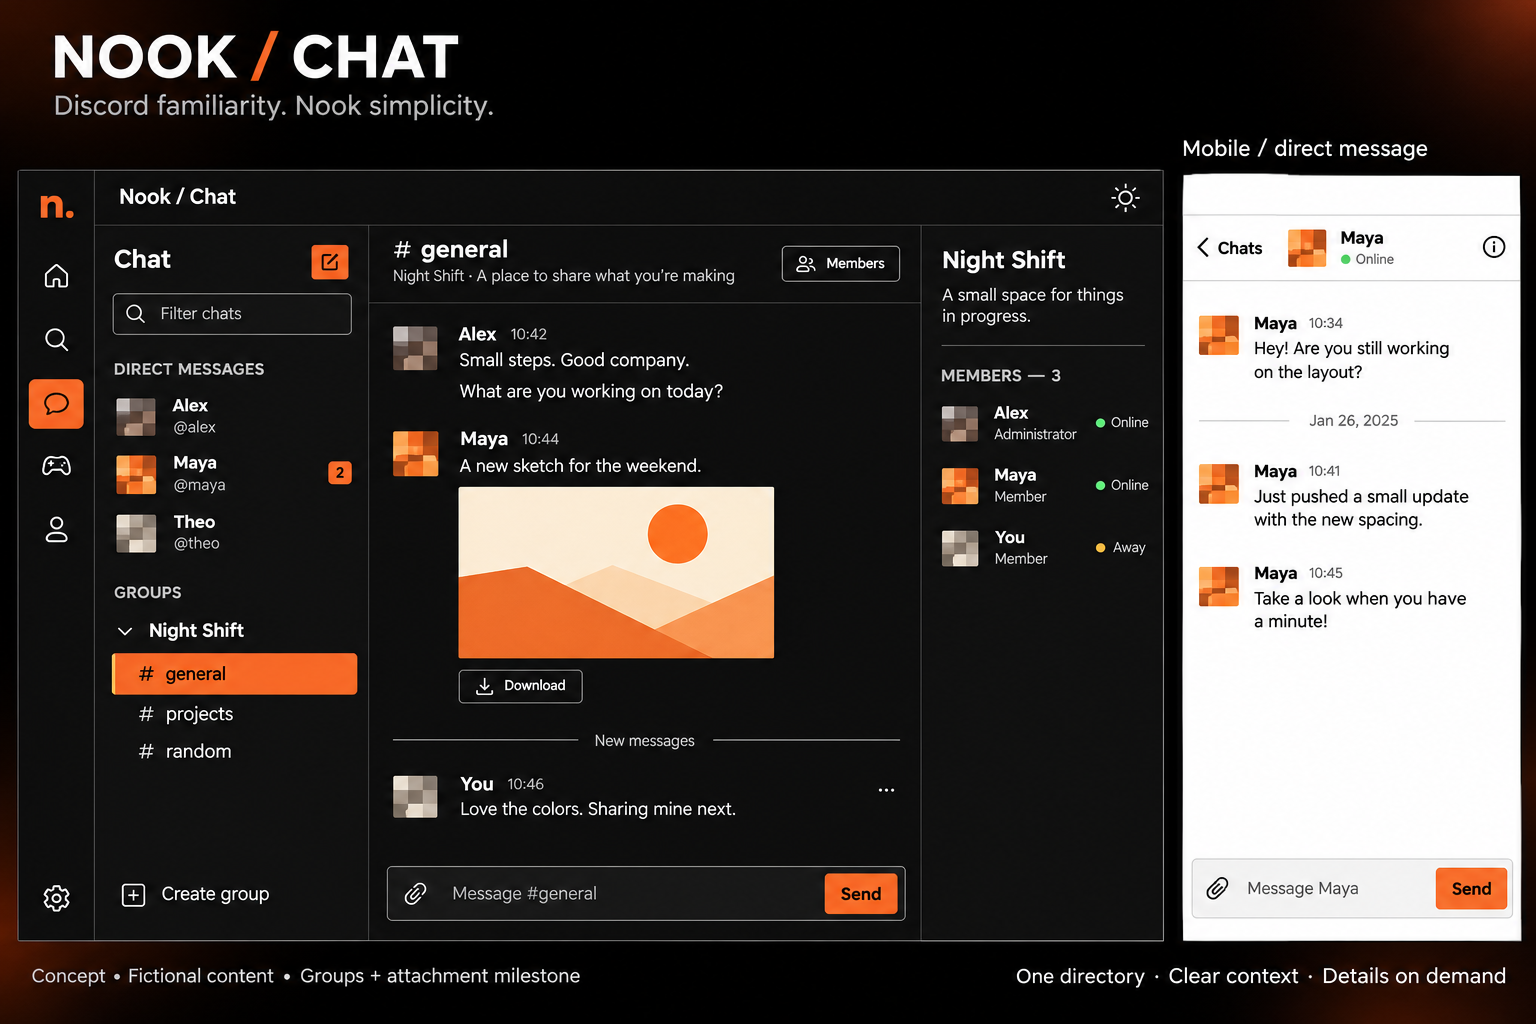 NOOK / CHAT
Discord familiarity. Nook simplicity.
Mobile / direct message
n.
Nook / Chat
Chat
Filter chats
DIRECT MESSAGES
Alex
@alex
Maya
@maya
2
Theo
@theo
GROUPS
Night Shift
# general
# projects
# random
Create group
# general
Night Shift · A place to share what you're making
Members
Alex 10:42
Small steps. Good company.
What are you working on today?
Maya 10:44
A new sketch for the weekend.
Download
New messages
You 10:46
Love the colors. Sharing mine next.
Message #general
Send
Night Shift
A small space for things
in progress.
MEMBERS — 3
Alex
Administrator
Online
Maya
Member
Online
You
Member
Away
Chats
Maya
Online
Maya 10:34
Hey! Are you still working
on the layout?
Jan 26, 2025
Maya 10:41
Just pushed a small update
with the new spacing.
Maya 10:45
Take a look when you have
a minute!
Message Maya
Send
Concept • Fictional content • Groups + attachment milestone
One directory · Clear context · Details on demand